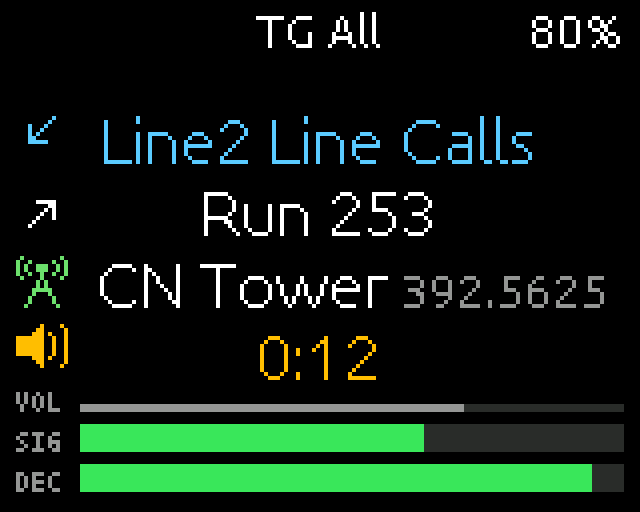 TG All 80%
Line2 Line Calls
Run 253
CN Tower 392.5625
0:12
VOL
SIG
DEC